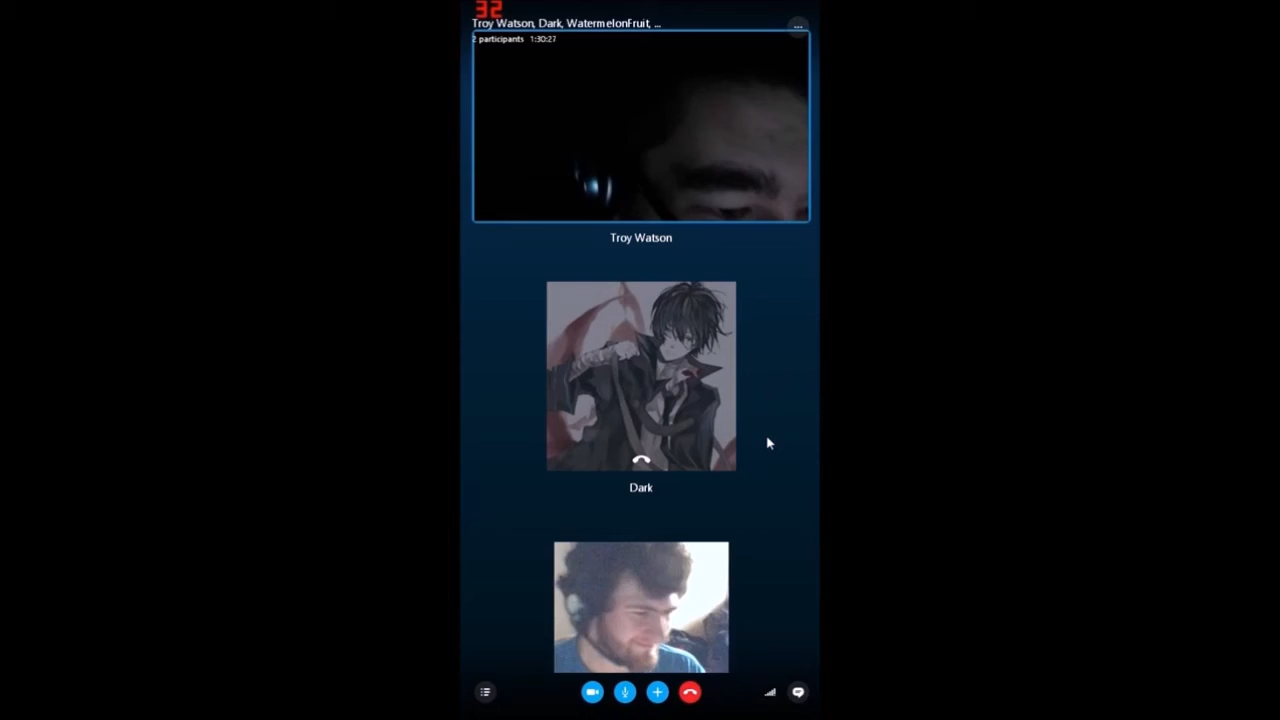 32
Troy Watson, Dark, WatermelonFruit, ...
2 participants 1:30:27
Troy Watson
Dark